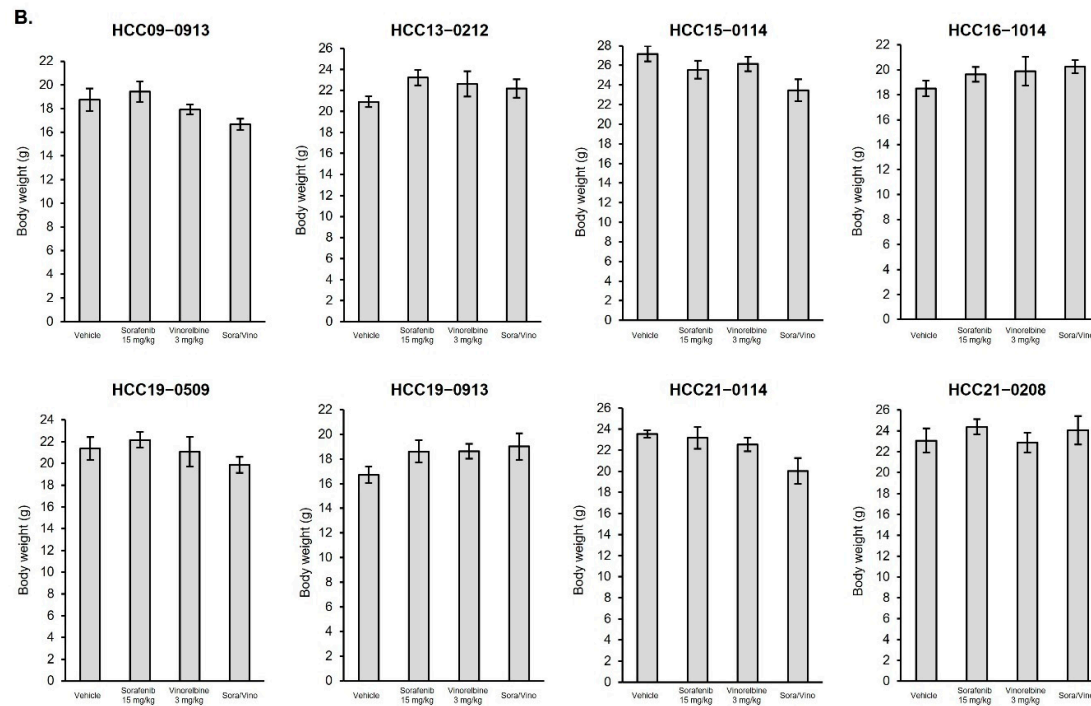 B.
HCC09-0913
Body weight (g)
22
20
18
16
14
12
10
8
6
4
2
0
Vehicle
Sorafenib
15 mg/kg
Vinorelbine
3 mg/kg
Sora/Vino
HCC13-0212
Body weight (g)
26
24
22
20
18
16
14
12
10
8
6
4
2
0
Vehicle
Sorafenib
15 mg/kg
Vinorelbine
3 mg/kg
Sora/Vino
HCC15-0114
Body weight (g)
28
26
24
22
20
18
16
14
12
10
8
6
4
2
0
Vehicle
Sorafenib
15 mg/kg
Vinorelbine
3 mg/kg
Sora/Vino
HCC16-1014
Body weight (g)
22
20
18
16
14
12
10
8
6
4
2
0
Vehicle
Sorafenib
15 mg/kg
Vinorelbine
3 mg/kg
Sora/Vino
HCC19-0509
Body weight (g)
24
22
20
18
16
14
12
10
8
6
4
2
0
Vehicle
Sorafenib
15 mg/kg
Vinorelbine
3 mg/kg
Sora/Vino
HCC19-0913
Body weight (g)
22
20
18
16
14
12
10
8
6
4
2
0
Vehicle
Sorafenib
15 mg/kg
Vinorelbine
3 mg/kg
Sora/Vino
HCC21-0114
Body weight (g)
26
24
22
20
18
16
14
12
10
8
6
4
2
0
Vehicle
Sorafenib
15 mg/kg
Vinorelbine
3 mg/kg
Sora/Vino
HCC21-0208
Body weight (g)
26
24
22
20
18
16
14
12
10
8
6
4
2
0
Vehicle
Sorafenib
15 mg/kg
Vinorelbine
3 mg/kg
Sora/Vino